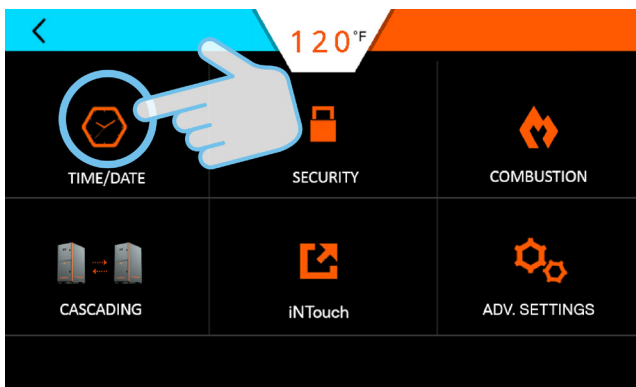 120°F
TIME/DATE
SECURITY
COMBUSTION
CASCADING
iNTouch
ADV. SETTINGS